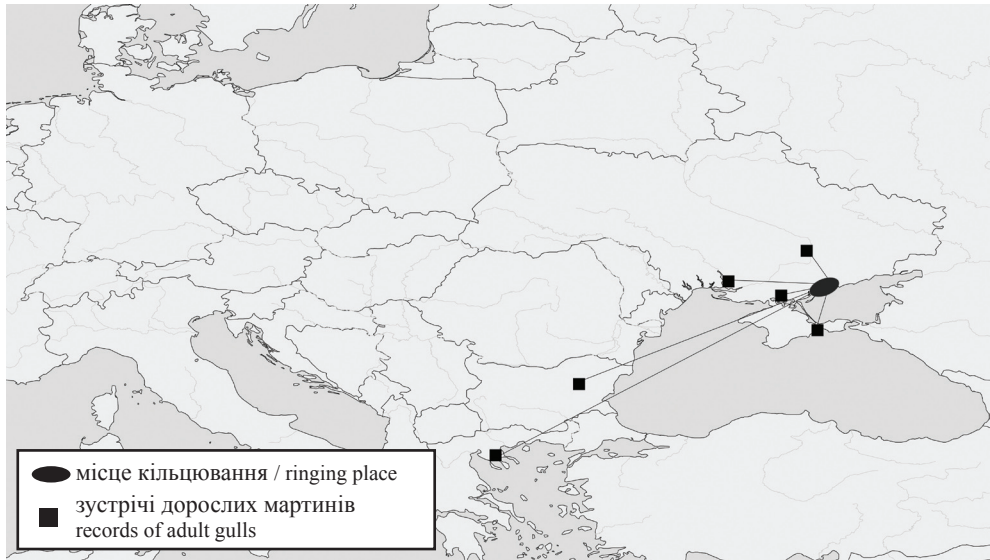 місце кільцювання / ringing place
зустрічі дорослих мартинів
records of adult gulls